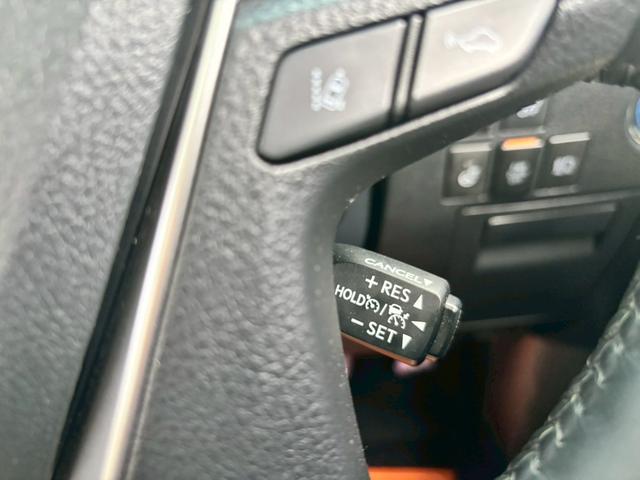 CANCEL
+ RES
HOLD /
− SET